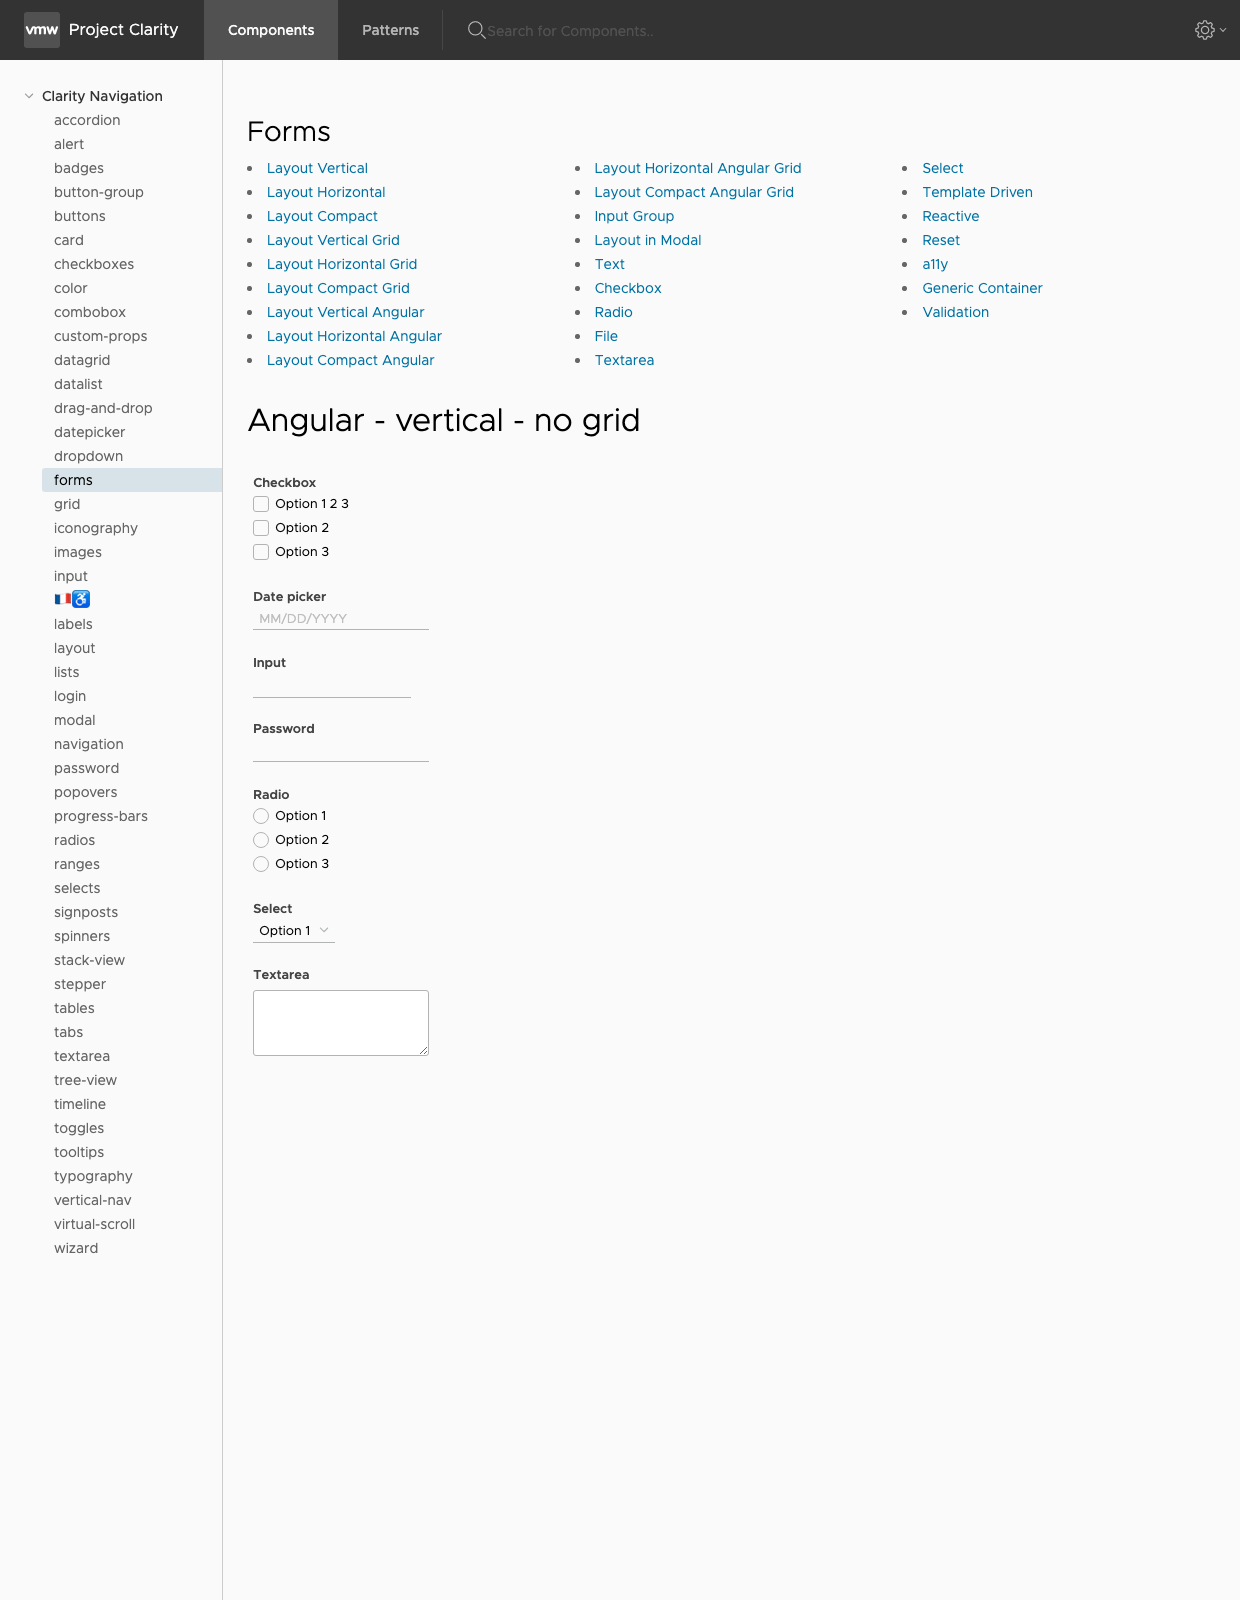 vmw Project Clarity Components Patterns Search for Components..
Clarity Navigation
accordion
alert
badges
button-group
buttons
card
checkboxes
color
combobox
custom-props
datagrid
datalist
drag-and-drop
datepicker
dropdown
forms
grid
iconography
images
input
🇫🇷♿
labels
layout
lists
login
modal
navigation
password
popovers
progress-bars
radios
ranges
selects
signposts
spinners
stack-view
stepper
tables
tabs
textarea
tree-view
timeline
toggles
tooltips
typography
vertical-nav
virtual-scroll
wizard
Forms
Layout Vertical
Layout Horizontal
Layout Compact
Layout Vertical Grid
Layout Horizontal Grid
Layout Compact Grid
Layout Vertical Angular
Layout Horizontal Angular
Layout Compact Angular
Layout Horizontal Angular Grid
Layout Compact Angular Grid
Input Group
Layout in Modal
Text
Checkbox
Radio
File
Textarea
Select
Template Driven
Reactive
Reset
a11y
Generic Container
Validation
Angular - vertical - no grid
Checkbox
Option 1 2 3
Option 2
Option 3
Date picker
MM/DD/YYYY
Input
Password
Radio
Option 1
Option 2
Option 3
Select
Option 1
Textarea